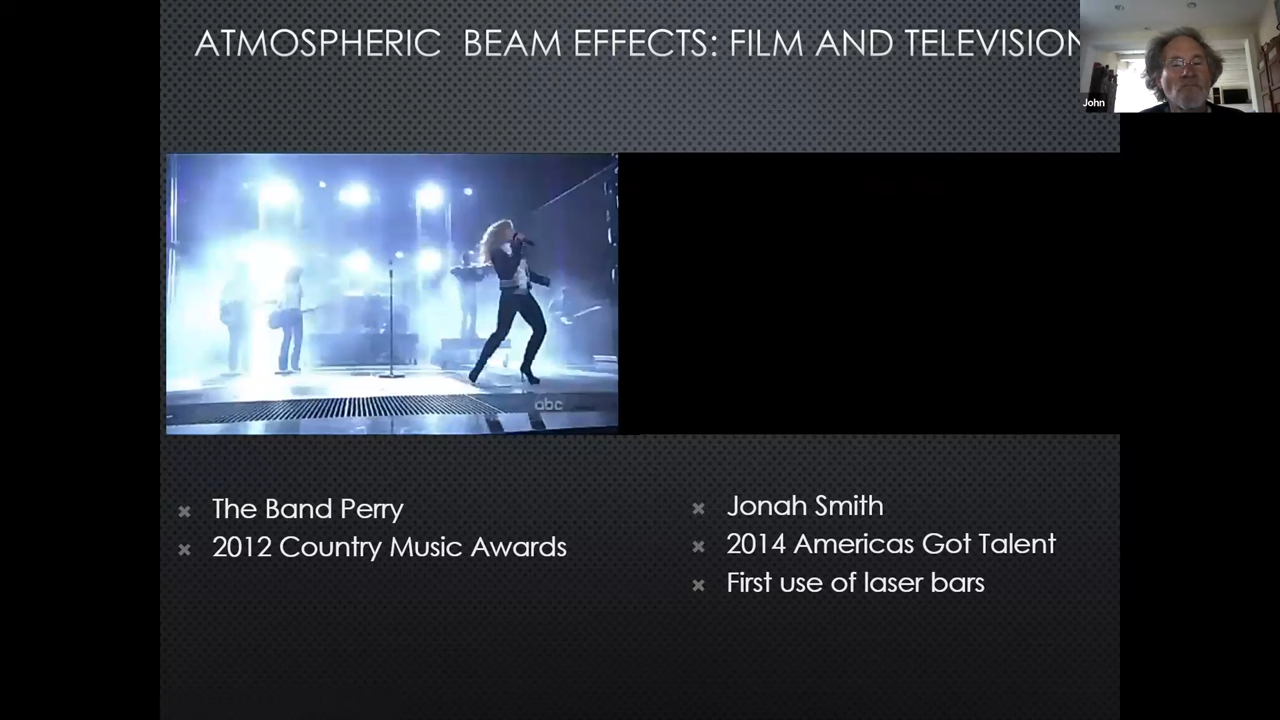 ATMOSPHERIC  BEAM EFFECTS: FILM AND TELEVISION
John
abc
The Band Perry
2012 Country Music Awards
Jonah Smith
2014 Americas Got Talent
First use of laser bars